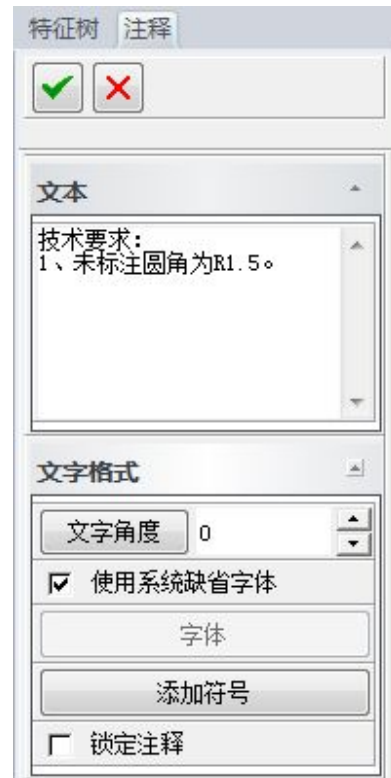 特征树 注释
文本
技术要求:
1、未标注圆角为R1.5。
文字格式
文字角度 0
使用系统缺省字体
字体
添加符号
锁定注释